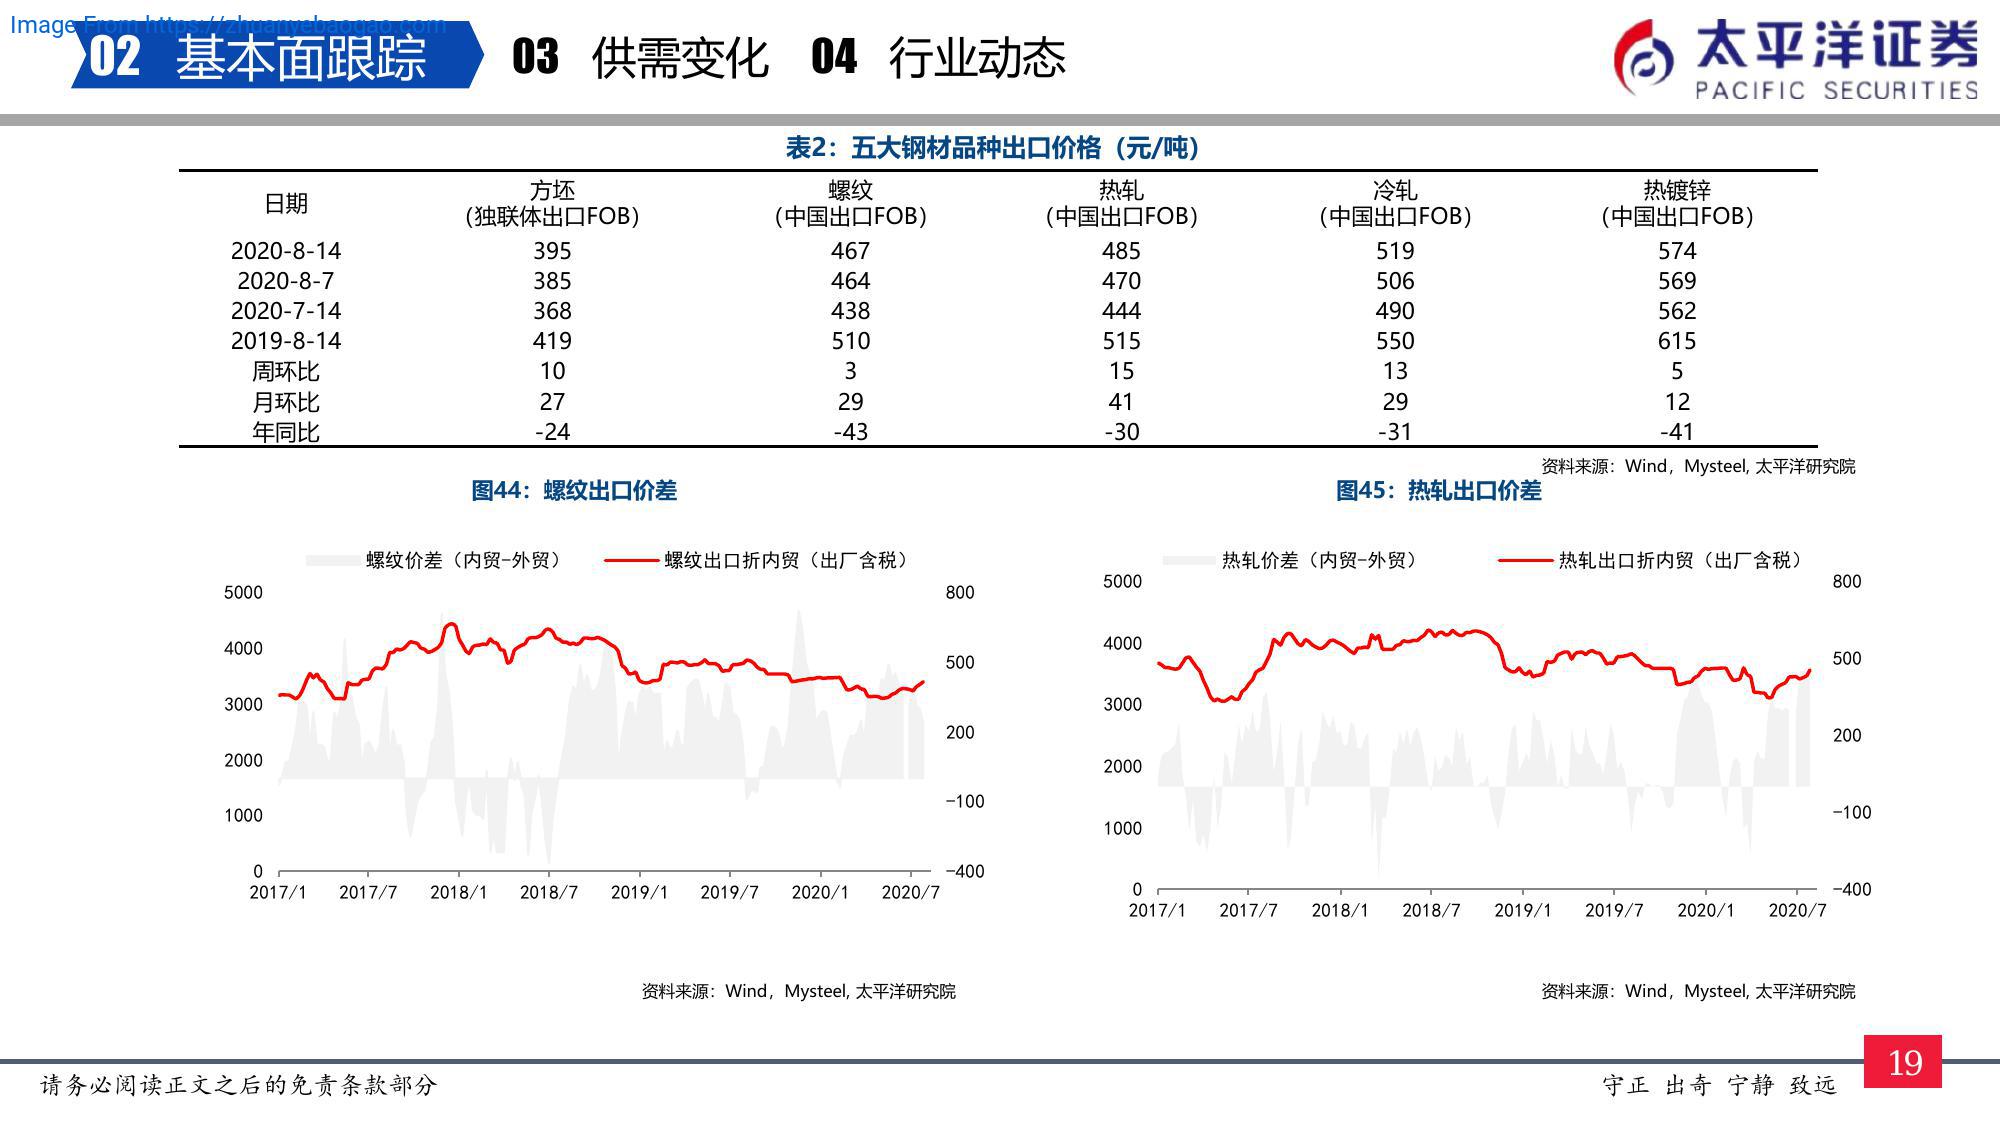 Image From https://zhuanyebaogao.com
02 基本面跟踪 03 供需变化 04 行业动态
太平洋证券
PACIFIC SECURITIES
表2：五大钢材品种出口价格（元/吨）
日期 方坯（独联体出口FOB） 螺纹（中国出口FOB） 热轧（中国出口FOB） 冷轧（中国出口FOB） 热镀锌（中国出口FOB）
2020-8-14 395 467 485 519 574
2020-8-7 385 464 470 506 569
2020-7-14 368 438 444 490 562
2019-8-14 419 510 515 550 615
周环比 10 3 15 13 5
月环比 27 29 41 29 12
年同比 -24 -43 -30 -31 -41
资料来源：Wind，Mysteel, 太平洋研究院
图44：螺纹出口价差
螺纹价差（内贸-外贸） 螺纹出口折内贸（出厂含税）
5000 800
4000 500
3000 200
2000 -100
1000 -400
0
2017/1 2017/7 2018/1 2018/7 2019/1 2019/7 2020/1 2020/7
资料来源：Wind，Mysteel, 太平洋研究院
图45：热轧出口价差
热轧价差（内贸-外贸） 热轧出口折内贸（出厂含税）
5000 800
4000 500
3000 200
2000 -100
1000 -400
0
2017/1 2017/7 2018/1 2018/7 2019/1 2019/7 2020/1 2020/7
资料来源：Wind，Mysteel, 太平洋研究院
请务必阅读正文之后的免责条款部分
守正 出奇 宁静 致远
19